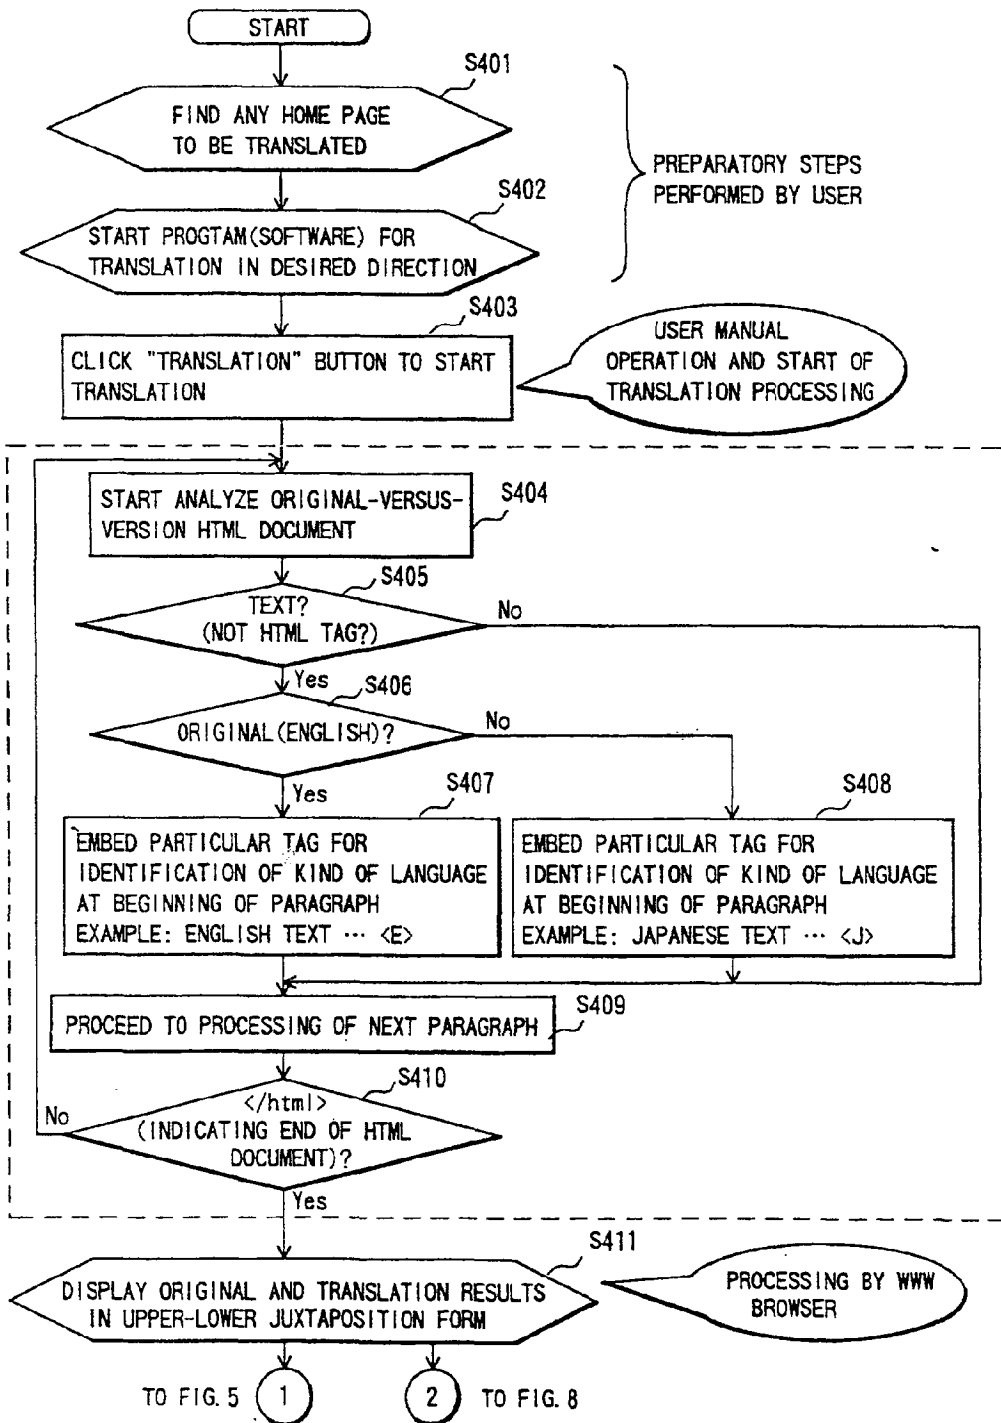 START
S401
FIND ANY HOME PAGE
TO BE TRANSLATED
PREPARATORY STEPS
PERFORMED BY USER
S402
START PROGTAM(SOFTWARE) FOR
TRANSLATION IN DESIRED DIRECTION
S403
CLICK "TRANSLATION" BUTTON TO START
TRANSLATION
USER MANUAL
OPERATION AND START OF
TRANSLATION PROCESSING
S404
START ANALYZE ORIGINAL-VERSUS-
VERSION HTML DOCUMENT
S405
TEXT?
(NOT HTML TAG?)
No
Yes
S406
ORIGINAL(ENGLISH)?
No
Yes
S407
EMBED PARTICULAR TAG FOR
IDENTIFICATION OF KIND OF LANGUAGE
AT BEGINNING OF PARAGRAPH
EXAMPLE: ENGLISH TEXT ··· <E>
S408
EMBED PARTICULAR TAG FOR
IDENTIFICATION OF KIND OF LANGUAGE
AT BEGINNING OF PARAGRAPH
EXAMPLE: JAPANESE TEXT ··· <J>
S409
PROCEED TO PROCESSING OF NEXT PARAGRAPH
S410
</html>
(INDICATING END OF HTML
DOCUMENT)?
No
Yes
S411
DISPLAY ORIGINAL AND TRANSLATION RESULTS
IN UPPER-LOWER JUXTAPOSITION FORM
PROCESSING BY WWW
BROWSER
TO FIG. 5 1
2 TO FIG. 8